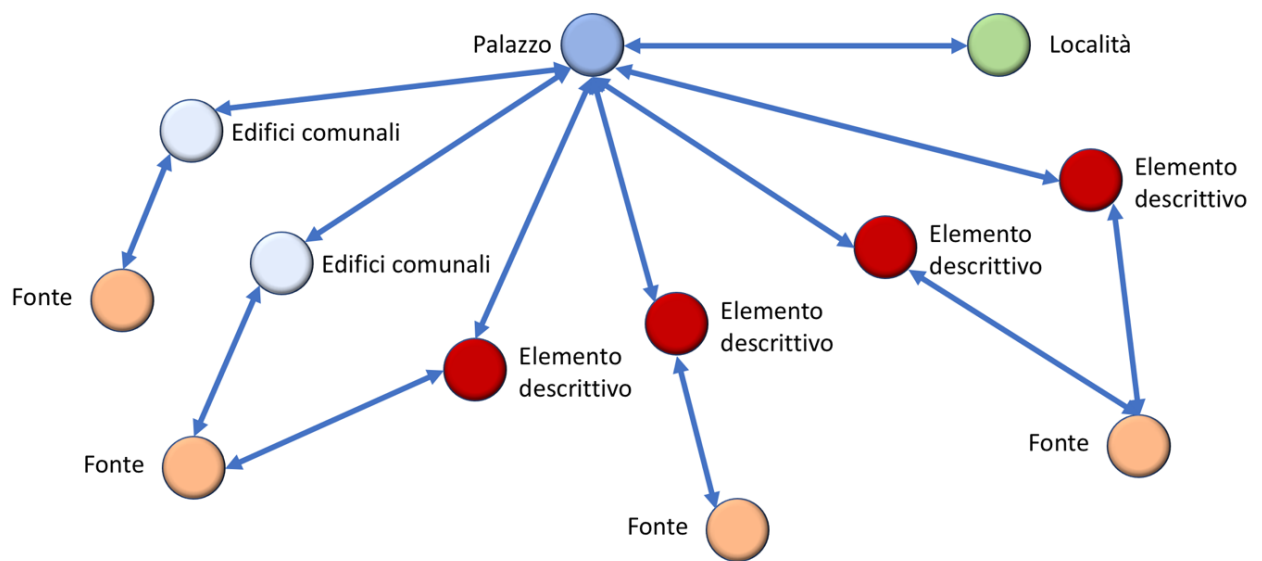 Palazzo
Località
Edifici comunali
Elemento
descrittivo
Elemento
descrittivo
Edifici comunali
Fonte
Elemento
descrittivo
Elemento
descrittivo
Fonte
Fonte
Fonte